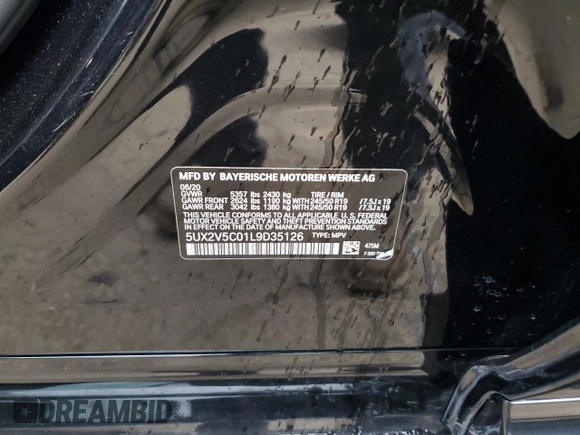 MFD BY BAYERISCHE MOTOREN WERKE AG
06/20
GVWR 5357 lbs 2430 kg TIRE / RIM
GAWR FRONT 2624 lbs 1190 kg WITH 245/50 R19 /7.5J x 19
GAWR REAR 3042 lbs 1380 kg WITH 245/50 R19 /7.5J x 19
THIS VEHICLE CONFORMS TO ALL APPLICABLE U.S. FEDERAL MOTOR
VEHICLE SAFETY AND THEFT PREVENTION STANDARDS IN EFFECT
ON THE DATE OF MANUFACTURE SHOWN ABOVE.
5UX2V5C01L9D35126 TYPE: MPV
475M
DREAMBID